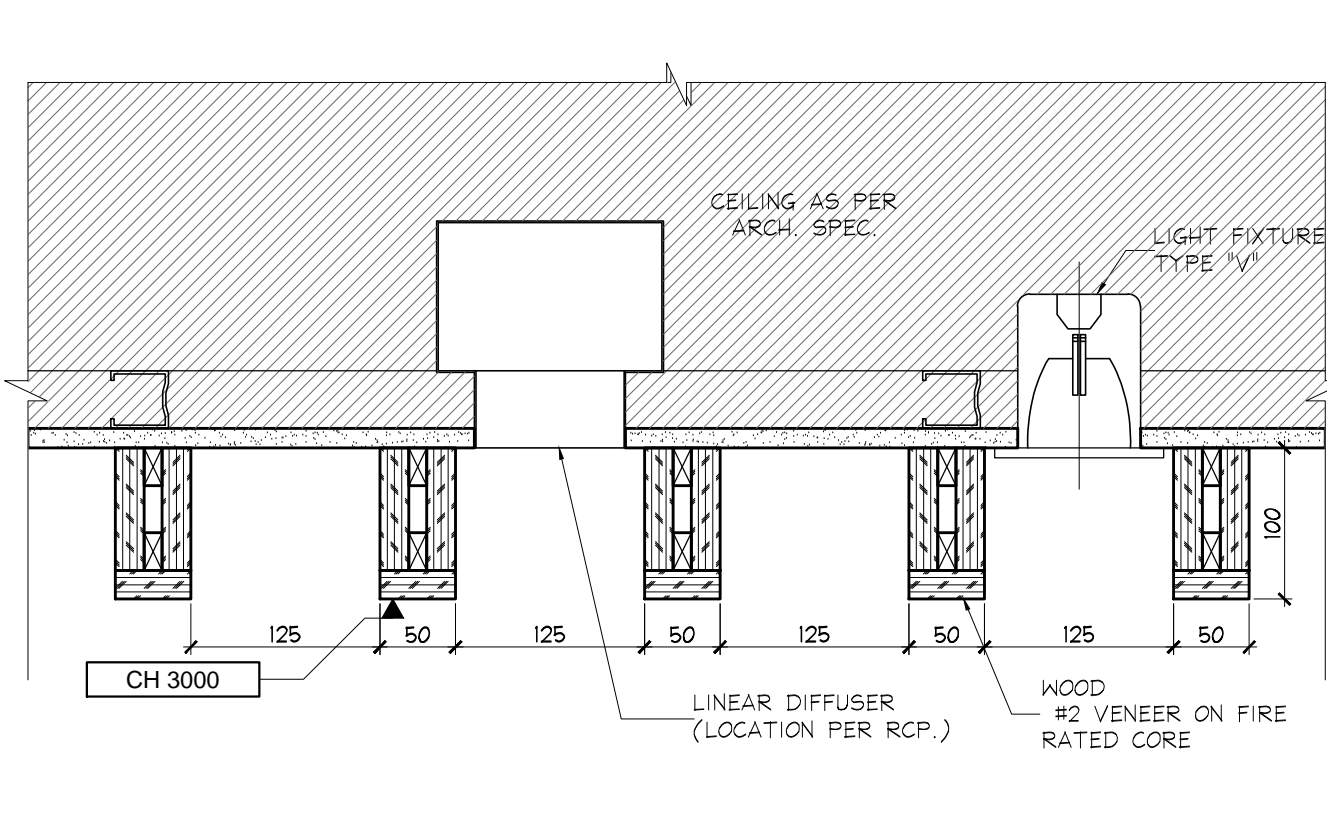 CEILING AS PER
ARCH. SPEC.
LIGHT FIXTURE
TYPE "V"
100
125
50
125
50
125
50
125
50
CH 3000
LINEAR DIFFUSER
(LOCATION PER RCP.)
WOOD
#2 VENEER ON FIRE
RATED CORE